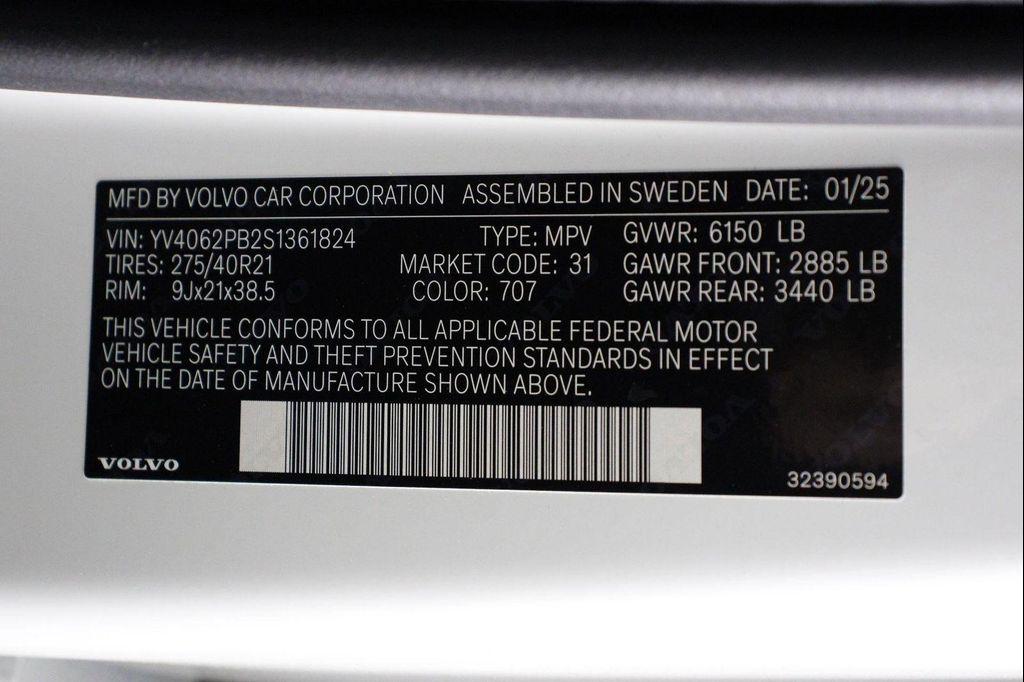 MFD BY VOLVO CAR CORPORATION ASSEMBLED IN SWEDEN DATE: 01/25
VIN: YV4062PB2S1361824 TYPE: MPV GVWR: 6150 LB
TIRES: 275/40R21 MARKET CODE: 31 GAWR FRONT: 2885 LB
RIM: 9Jx21x38.5 COLOR: 707 GAWR REAR: 3440 LB
THIS VEHICLE CONFORMS TO ALL APPLICABLE FEDERAL MOTOR
VEHICLE SAFETY AND THEFT PREVENTION STANDARDS IN EFFECT
ON THE DATE OF MANUFACTURE SHOWN ABOVE.
VOLVO 32390594